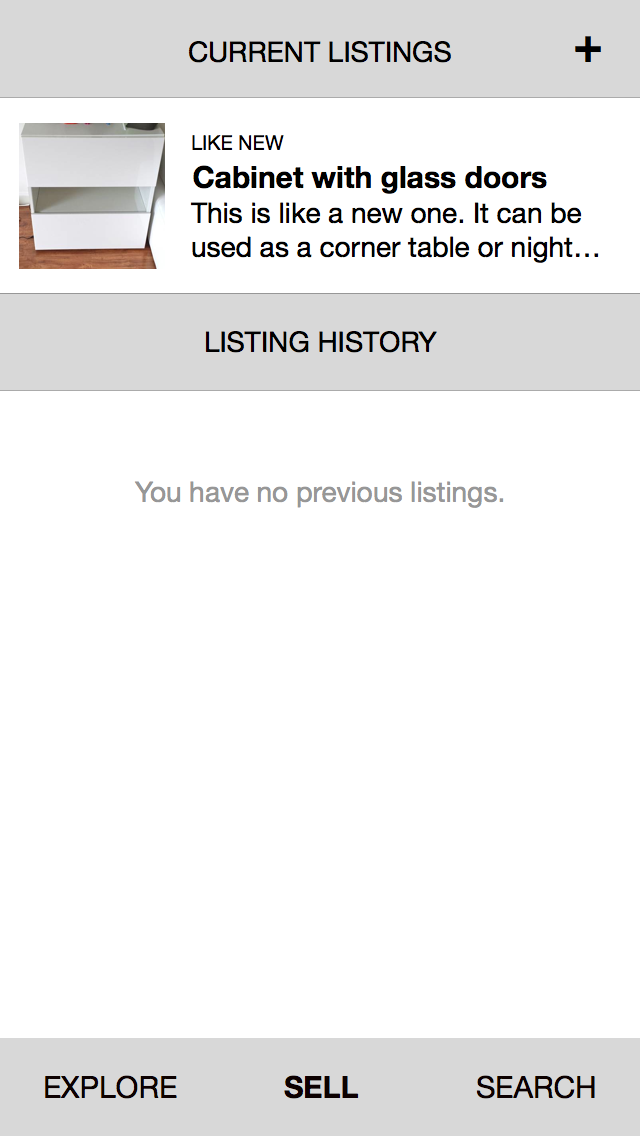 CURRENT LISTINGS +
LIKE NEW
Cabinet with glass doors
This is like a new one. It can be
used as a corner table or night…
LISTING HISTORY
You have no previous listings.
EXPLORE SELL SEARCH